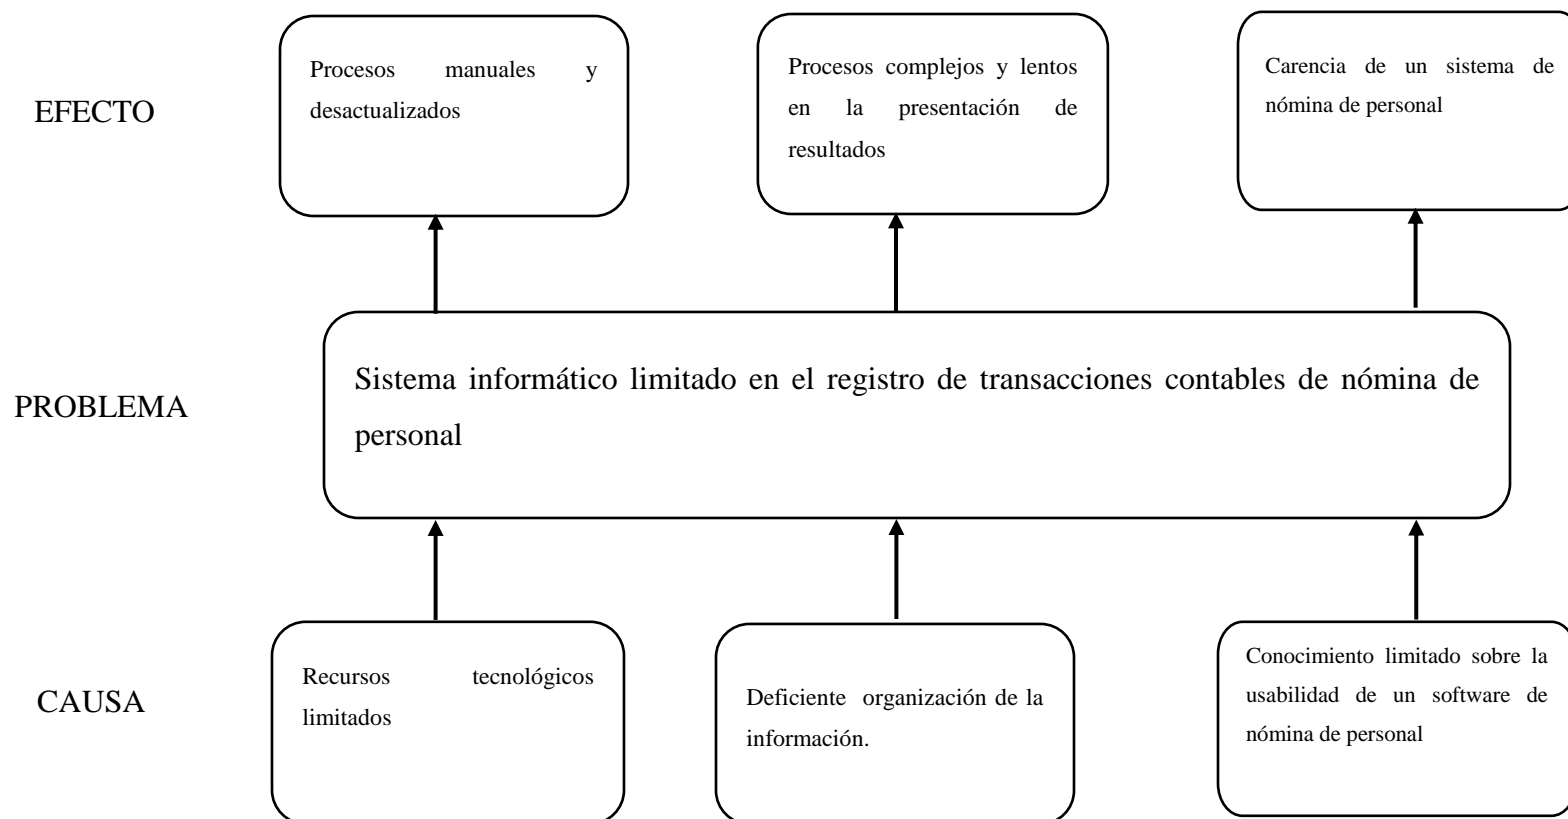 EFECTO
Procesos manuales y
desactualizados
Procesos complejos y lentos
en la presentación de
resultados
Carencia de un sistema de
nómina de personal
PROBLEMA
Sistema informático limitado en el registro de transacciones contables de nómina de
personal
CAUSA
Recursos tecnológicos
limitados
Deficiente organización de la
información.
Conocimiento limitado sobre la
usabilidad de un software de
nómina de personal